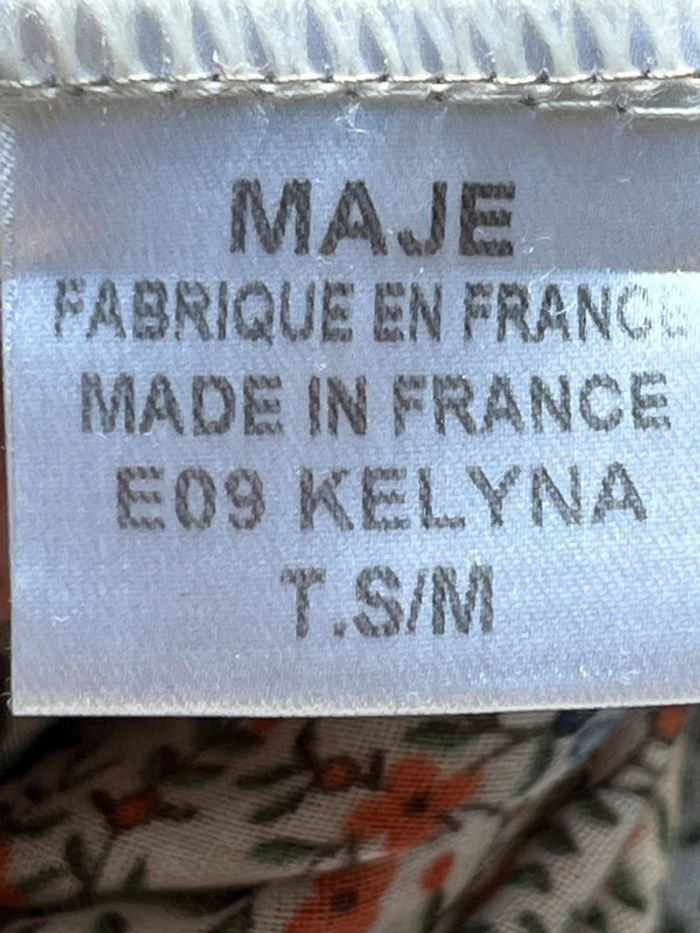 MAJE
FABRIQUE EN FRANCE
MADE IN FRANCE
E09 KELYNA
T.S/M